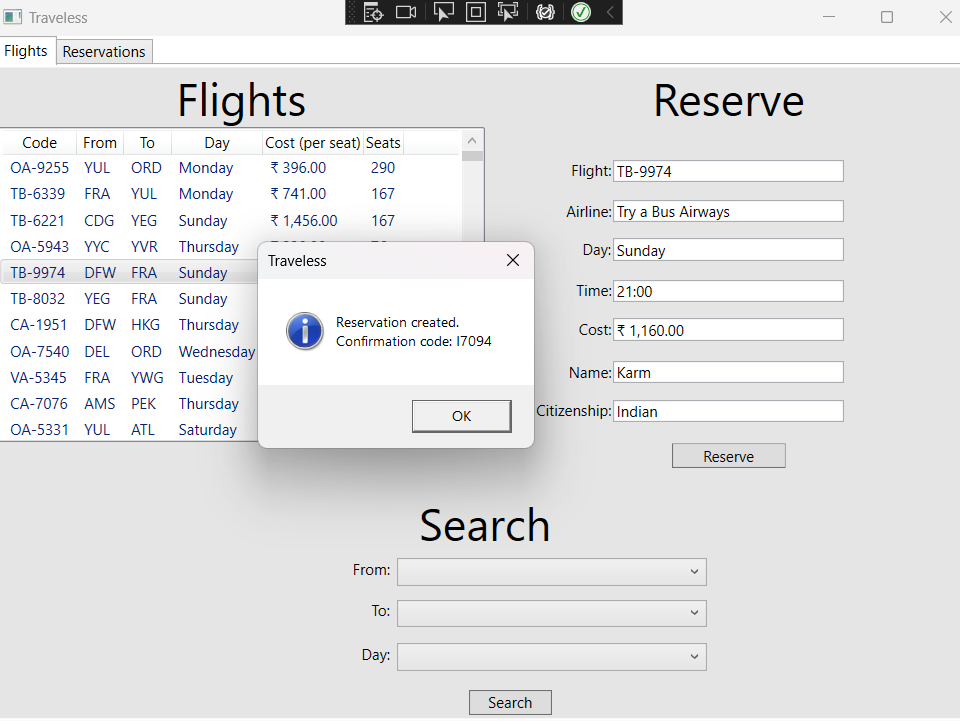 Traveless
Flights Reservations
Flights
Code From To Day Cost (per seat) Seats
OA-9255 YUL ORD Monday ₹ 396.00 290
TB-6339 FRA YUL Monday ₹ 741.00 167
TB-6221 CDG YEG Sunday ₹ 1,456.00 167
OA-5943 YYC YVR Thursday
TB-9974 DFW FRA Sunday
TB-8032 YEG FRA Sunday
CA-1951 DFW HKG Thursday
OA-7540 DEL ORD Wednesday
VA-5345 FRA YWG Tuesday
CA-7076 AMS PEK Thursday
OA-5331 YUL ATL Saturday
Traveless
Reservation created.
Confirmation code: I7094
OK
Reserve
Flight: TB-9974
Airline: Try a Bus Airways
Day: Sunday
Time: 21:00
Cost: ₹ 1,160.00
Name: Karm
Citizenship: Indian
Reserve
Search
From:
To:
Day:
Search